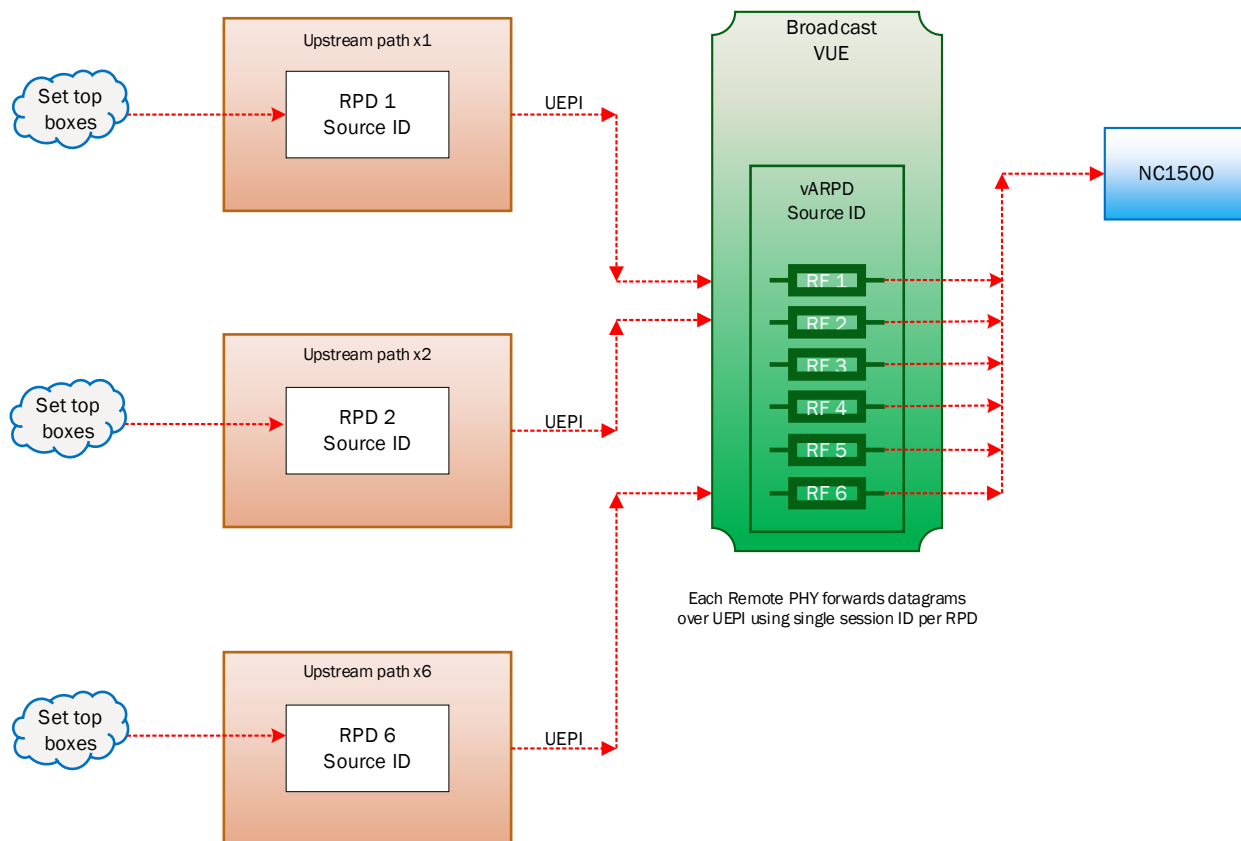 Upstream path x1
Set top
boxes
RPD 1
Source ID
UEPI
Upstream path x2
Set top
boxes
RPD 2
Source ID
UEPI
Upstream path x6
Set top
boxes
RPD 6
Source ID
UEPI
Broadcast
VUE
vARPD
Source ID
RF 1
RF 2
RF 3
RF 4
RF 5
RF 6
Each Remote PHY forwards datagrams
over UEPI using single session ID per RPD
NC1500